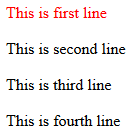 This is first line
This is second line
This is third line
This is fourth line